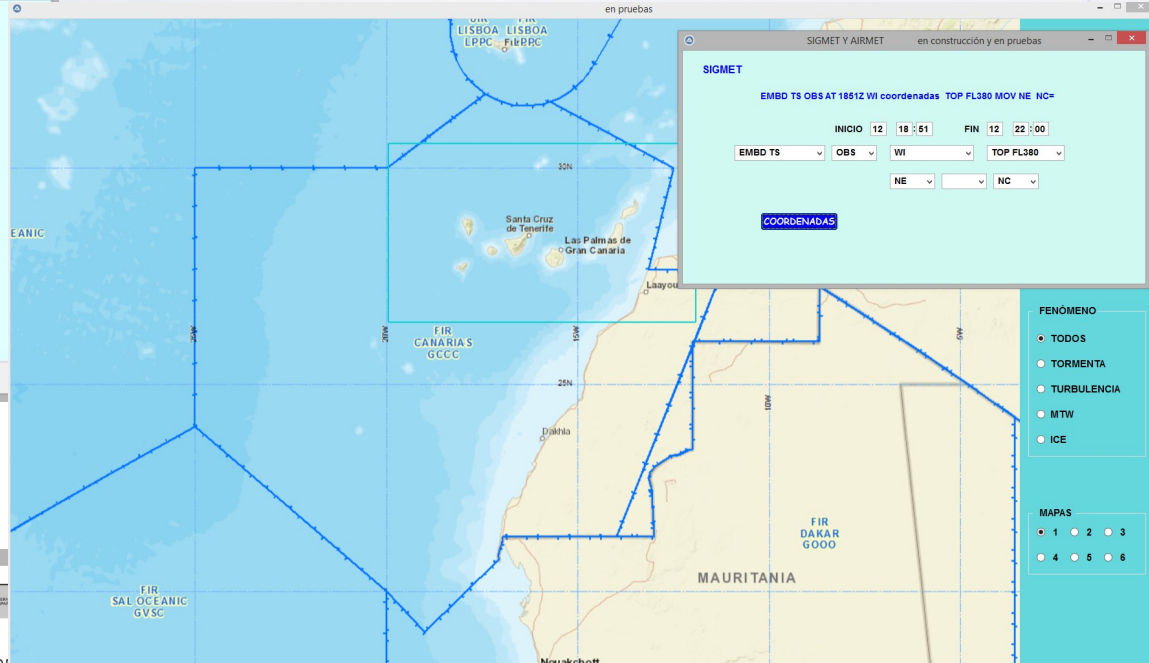 en pruebas
FIR FIR
LISBOA LISBOA
LPPC LPPC
SIGMET Y AIRMET en construcción y en pruebas
SIGMET
EMBD TS OBS AT 1851Z WI coordenadas TOP FL380 MOV NE NC=
INICIO 12 18 : 51 FIN 12 22 : 00
EMBD TS OBS WI TOP FL380
NE NC
COORDENADAS
30N
Santa Cruz
de Tenerife
Las Palmas de
Gran Canaria
EANIC
Laayou
20W
15W
5W
FIR
CANARIAS
GCCC
25N
10W
Dakhla
FENÓMENO
TODOS
TORMENTA
TURBULENCIA
MTW
ICE
MAPAS
1 2 3
4 5 6
FIR
DAKAR
GOOO
MAURITANIA
FIR
SAL OCEANIC
GVSC
Nouakchott